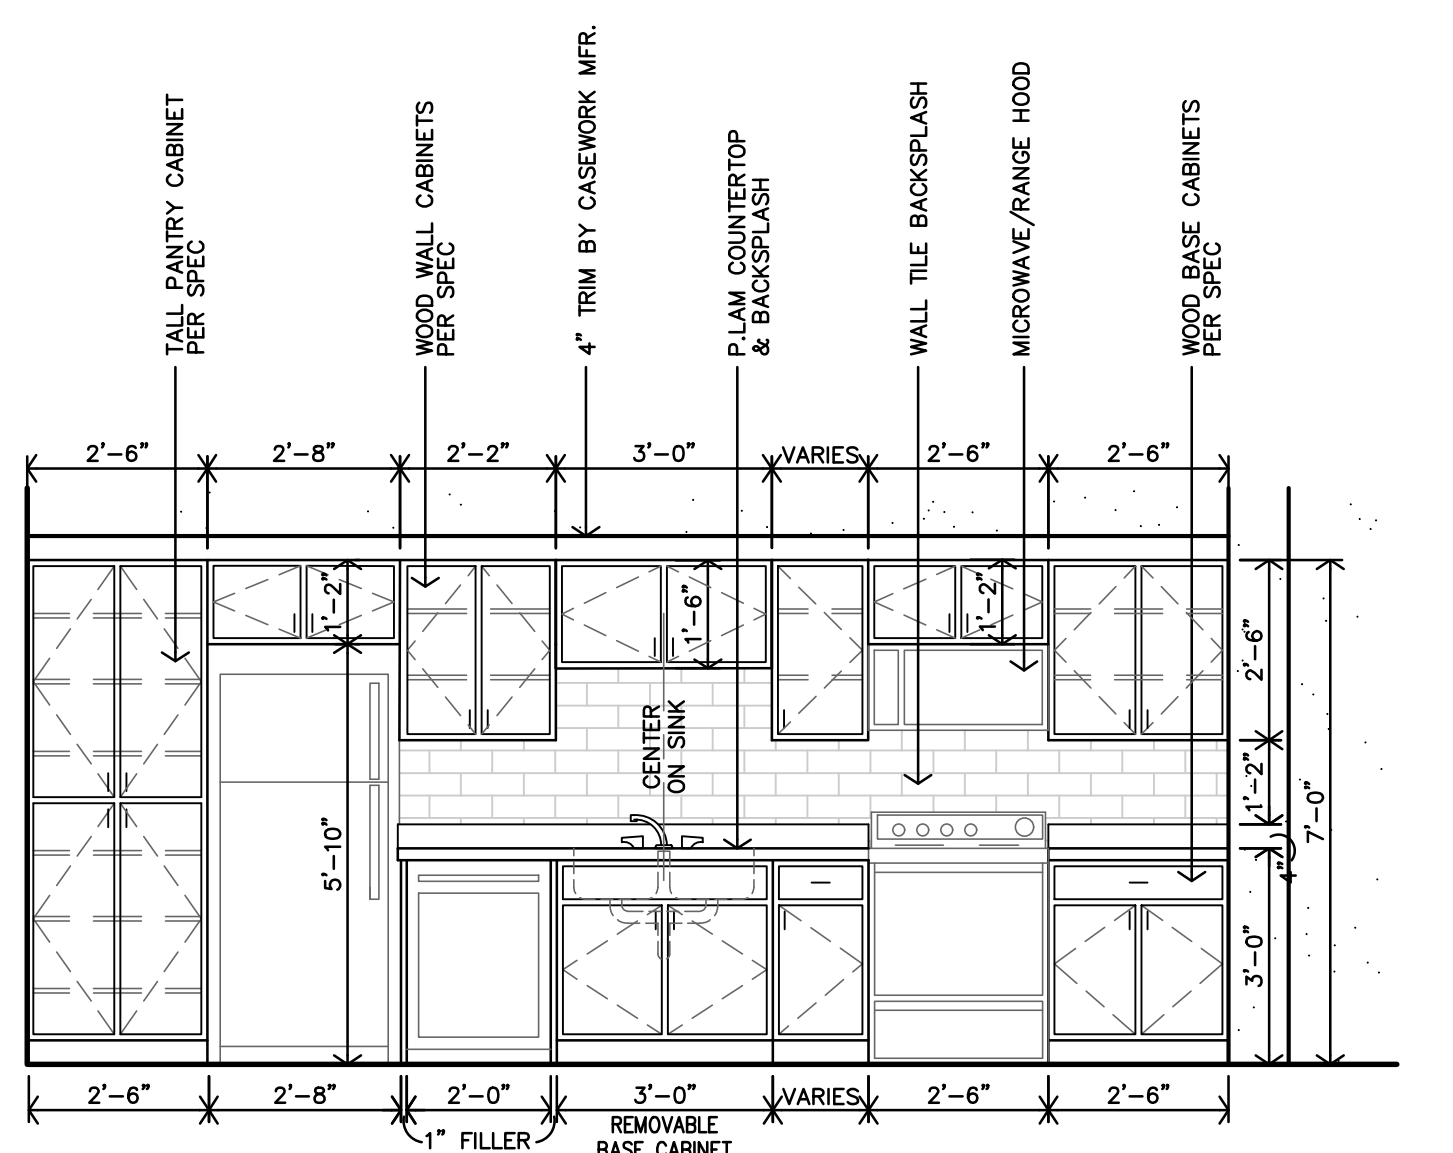 TALL PANTRY CABINET
PER SPEC
WOOD WALL CABINETS
PER SPEC
4” TRIM BY CASEWORK MFR.
P.LAM COUNTERTOP
& BACKSPLASH
WALL TILE BACKSPLASH
MICROWAVE/RANGE HOOD
WOOD BASE CABINETS
PER SPEC
2’-6”
2’-8”
2’-2”
3’-0”
VARIES
2’-6”
2’-6”
1’-2”
1’-6”
1’-2”
2’-6”
CENTER
ON SINK
1’-2”
7’-0”
5’-10”
4”
3’-0”
2’-6”
2’-8”
2’-0”
3’-0”
VARIES
2’-6”
2’-6”
1” FILLER
REMOVABLE
BASE CABINET